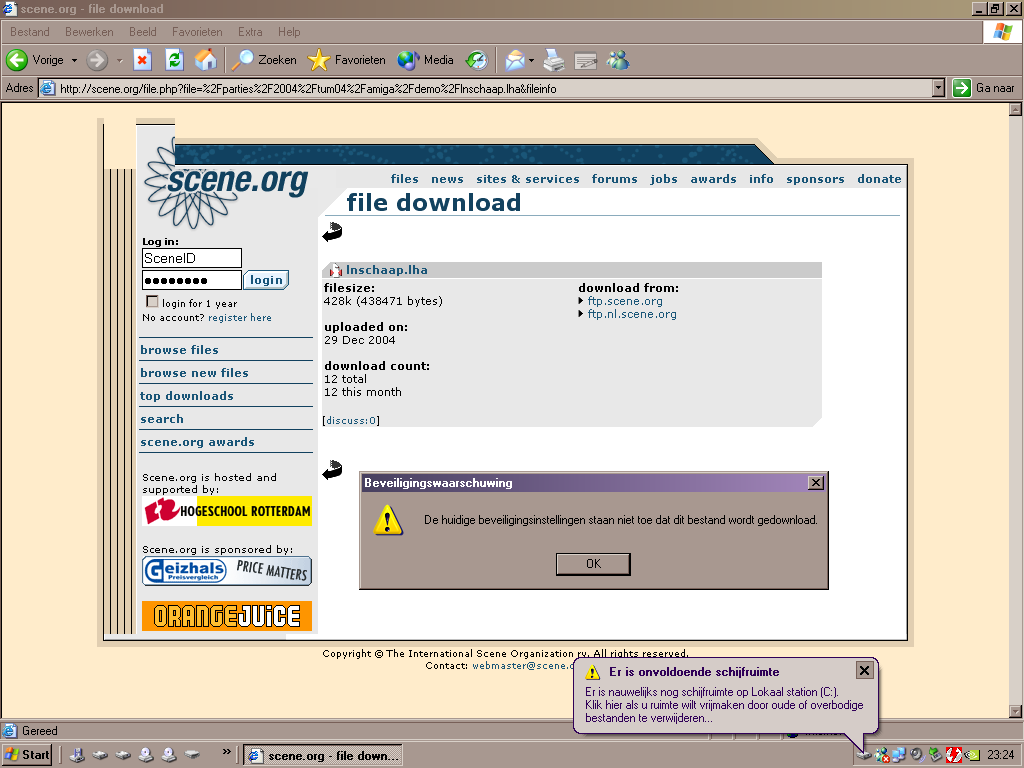 scene.org - file download
Bestand Bewerken Beeld Favorieten Extra Help
Vorige Zoeken Favorieten Media
Adres http://scene.org/file.php?file=%2Fparties%2F2004%2Ftum04%2Famiga%2Fdemo%2Flnschaap.lha&fileinfo Ga naar
scene.org
files news sites & services forums jobs awards info sponsors donate
file download
Log in:
SceneID
●●●●●●●●
login
login for 1 year
No account? register here
browse files
browse new files
top downloads
search
scene.org awards
Scene.org is hosted and
supported by:
HOGESCHOOL ROTTERDAM
Scene.org is sponsored by:
Geizhals
Preisvergleich
PRICE MATTERS
ORANGEJUiCE
lnschaap.lha
filesize:
428k (438471 bytes)
uploaded on:
29 Dec 2004
download count:
12 total
12 this month
[discuss:0]
download from:
ftp.scene.org
ftp.nl.scene.org
Beveiligingswaarschuwing
De huidige beveiligingsinstellingen staan niet toe dat dit bestand wordt gedownload.
OK
Copyright © The International Scene Organization ry. All rights reserved.
Contact: webmaster@scene.
Er is onvoldoende schijfruimte
Er is nauwelijks nog schijfruimte op Lokaal station (C:).
Klik hier als u ruimte wilt vrijmaken door oude of overbodige
bestanden te verwijderen...
Gereed
Start
scene.org - file down...
23:24